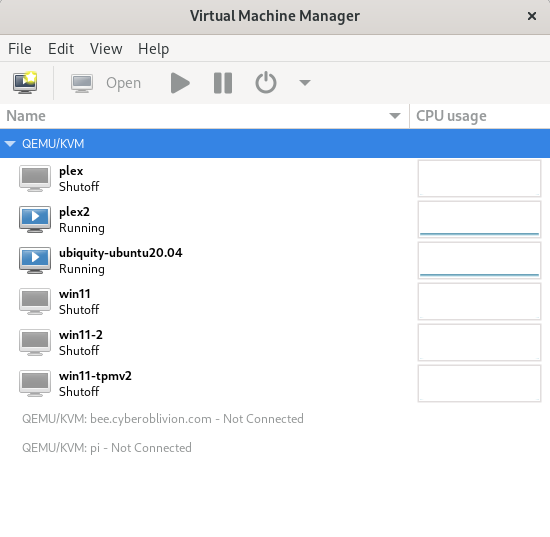 Virtual Machine Manager
File Edit View Help
Open
Name CPU usage
QEMU/KVM
plex
Shutoff
plex2
Running
ubiquity-ubuntu20.04
Running
win11
Shutoff
win11-2
Shutoff
win11-tpmv2
Shutoff
QEMU/KVM: bee.cyberoblivion.com - Not Connected
QEMU/KVM: pi - Not Connected